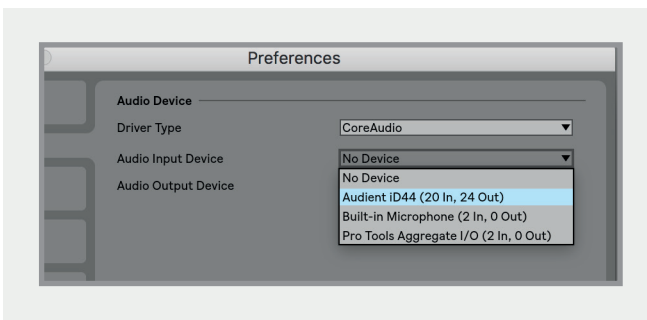 Preferences
Audio Device
Driver Type CoreAudio
Audio Input Device No Device
Audio Output Device
No Device
Audient iD44 (20 In, 24 Out)
Built-in Microphone (2 In, 0 Out)
Pro Tools Aggregate I/O (2 In, 0 Out)